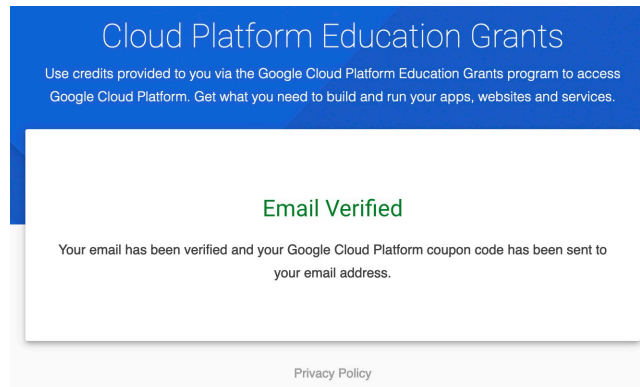 Cloud Platform Education Grants
Use credits provided to you via the Google Cloud Platform Education Grants program to access
Google Cloud Platform. Get what you need to build and run your apps, websites and services.
Email Verified
Your email has been verified and your Google Cloud Platform coupon code has been sent to
your email address.
Privacy Policy